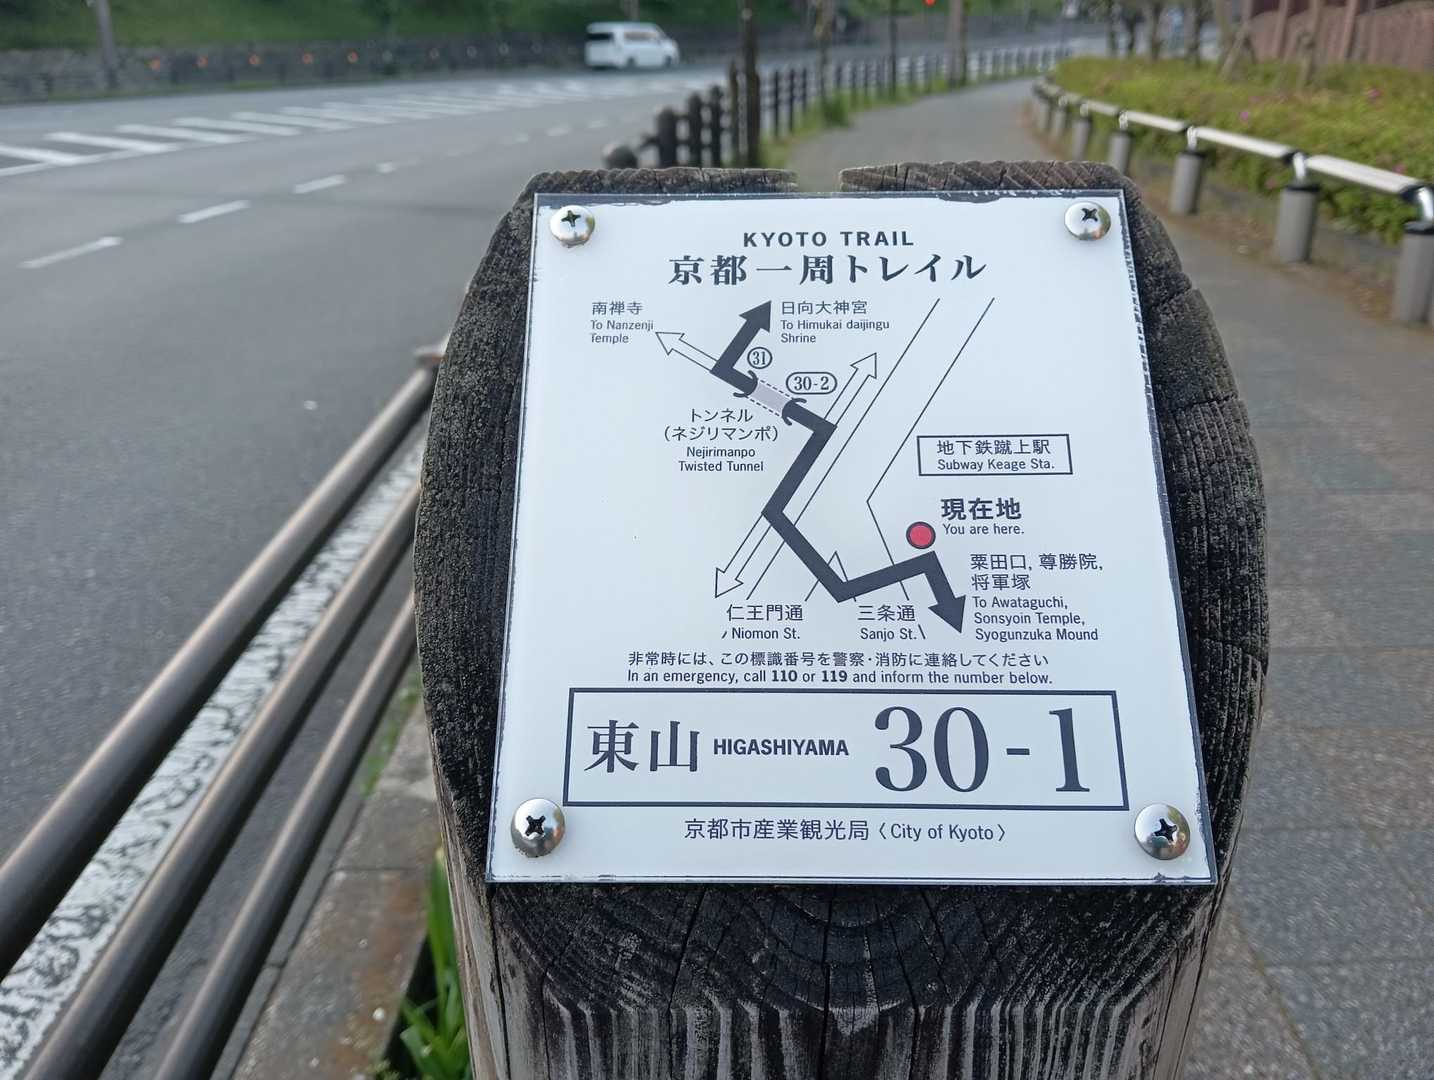 KYOTO TRAIL
京都一周トレイル
南禅寺
To Nanzenji
Temple
日向大神宮
To Himukai daijingu
Shrine
31
30-2
トンネル
(ネジリマンポ)
Nejirimanpo
Twisted Tunnel
地下鉄蹴上駅
Subway Keage Sta.
現在地
You are here.
粟田口, 尊勝院,
将軍塚
To Awataguchi,
Sonsyoin Temple,
Syogunzuka Mound
仁王門通
Niomon St.
三条通
Sanjo St.
非常時には、この標識番号を警察・消防に連絡してください
In an emergency, call 110 or 119 and inform the number below.
東山 HIGASHIYAMA 30-1
京都市産業観光局〈City of Kyoto〉